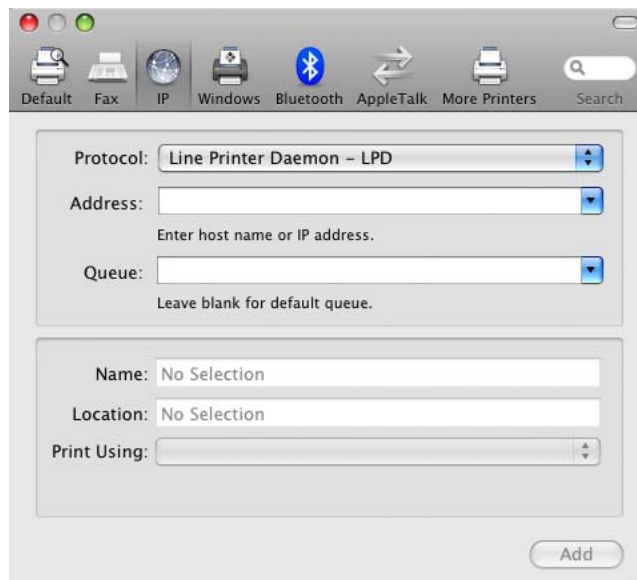 Default Fax IP Windows Bluetooth AppleTalk More Printers Search
Protocol: Line Printer Daemon – LPD
Address:
Enter host name or IP address.
Queue:
Leave blank for default queue.
Name: No Selection
Location: No Selection
Print Using:
Add